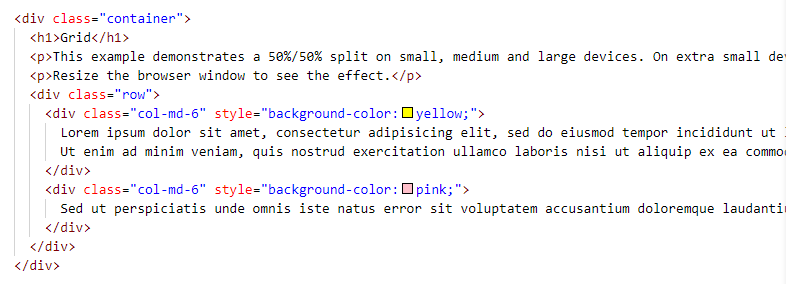 <div class="container">
<h1>Grid</h1>
<p>This example demonstrates a 50%/50% split on small, medium and large devices. On extra small
<p>Resize the browser window to see the effect.</p>
<div class="row">
<div class="col-md-6" style="background-color:yellow;">
Lorem ipsum dolor sit amet, consectetur adipisicing elit, sed do eiusmod tempor incididunt ut
Ut enim ad minim veniam, quis nostrud exercitation ullamco laboris nisi ut aliquip ex ea
</div>
<div class="col-md-6" style="background-color:pink;">
Sed ut perspiciatis unde omnis iste natus error sit voluptatem accusantium doloremque
</div>
</div>
</div>